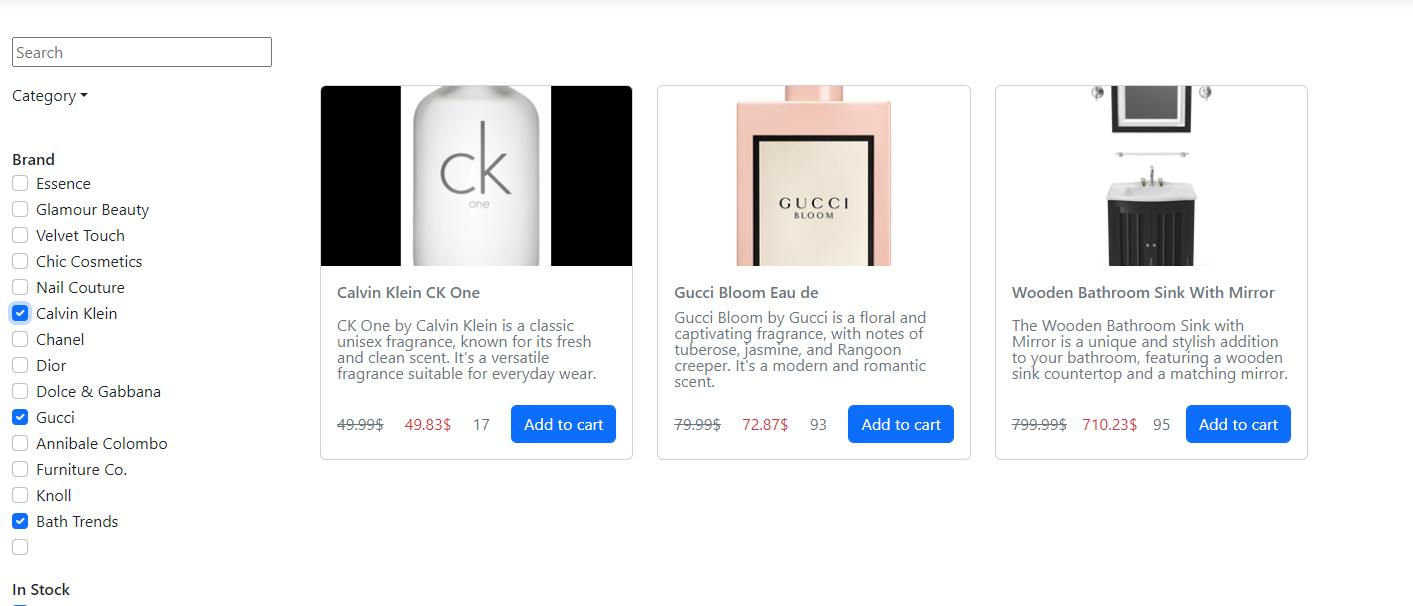 Search
Category
Brand
Essence
Glamour Beauty
Velvet Touch
Chic Cosmetics
Nail Couture
Calvin Klein
Chanel
Dior
Dolce & Gabbana
Gucci
Annibale Colombo
Furniture Co.
Knoll
Bath Trends
In Stock
ck
one
Calvin Klein CK One
CK One by Calvin Klein is a classic
unisex fragrance, known for its fresh
and clean scent. It's a versatile
fragrance suitable for everyday wear.
49.99$ 49.83$ 17 Add to cart
GUCCI
BLOOM
Gucci Bloom Eau de
Gucci Bloom by Gucci is a floral and
captivating fragrance, with notes of
tuberose, jasmine, and Rangoon
creeper. It's a modern and romantic
scent.
79.99$ 72.87$ 93 Add to cart
Wooden Bathroom Sink With Mirror
The Wooden Bathroom Sink with
Mirror is a unique and stylish addition
to your bathroom, featuring a wooden
sink countertop and a matching mirror.
799.99$ 710.23$ 95 Add to cart